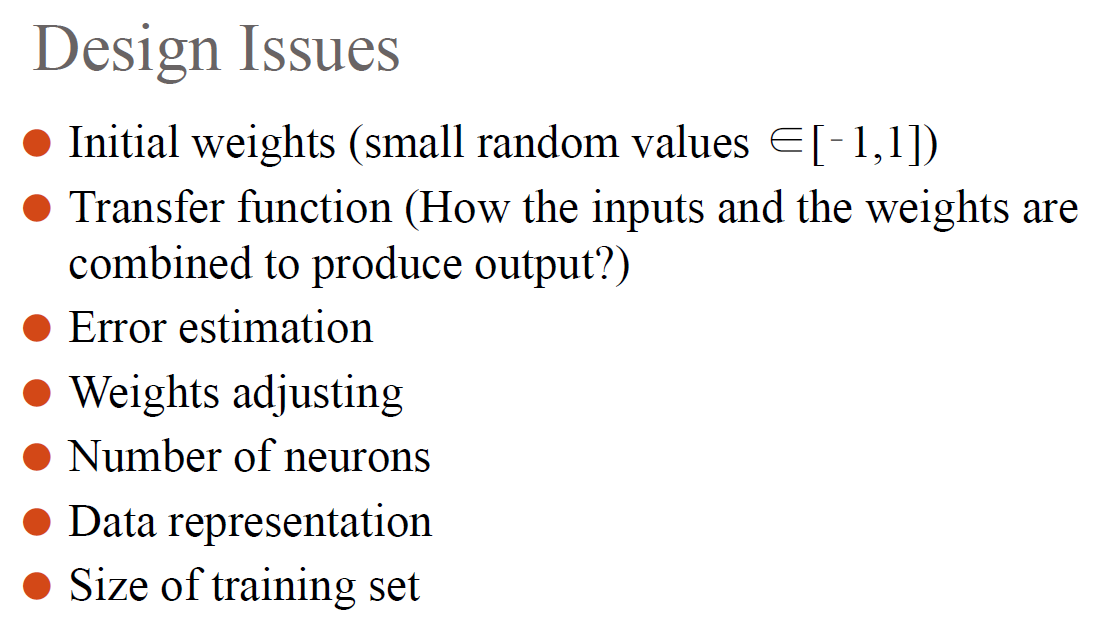 Design Issues
● Initial weights (small random values ∈[-1,1])
● Transfer function (How the inputs and the weights are
combined to produce output?)
● Error estimation
● Weights adjusting
● Number of neurons
● Data representation
● Size of training set